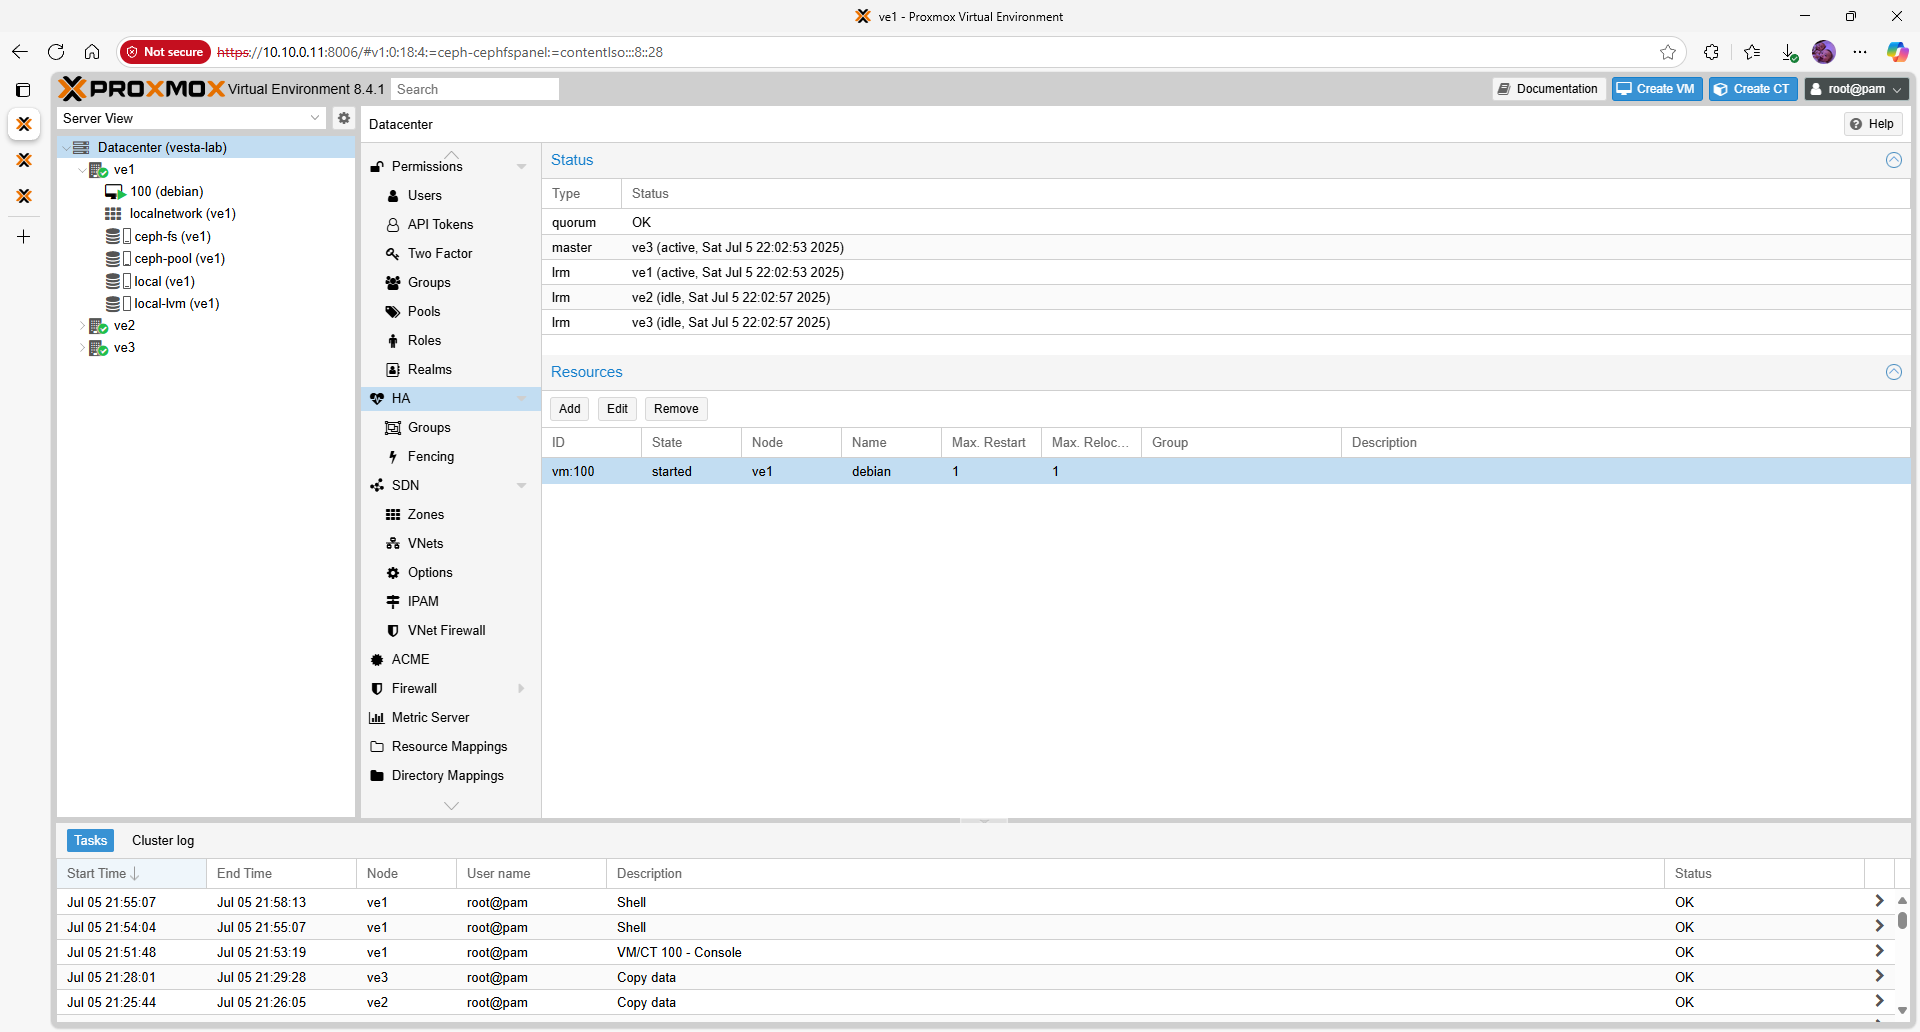 ve1 - Proxmox Virtual Environment
Not secure https://10.10.0.11:8006/#v1:0:18:4:=ceph-cephfspanel:=contentIso:::8::28
PROXMOX Virtual Environment 8.4.1 Search Documentation Create VM Create CT root@pam
Server View
Datacenter (vesta-lab)
ve1
100 (debian)
localnetwork (ve1)
ceph-fs (ve1)
ceph-pool (ve1)
local (ve1)
local-lvm (ve1)
ve2
ve3
Datacenter Help
Permissions
Users
API Tokens
Two Factor
Groups
Pools
Roles
Realms
HA
Groups
Fencing
SDN
Zones
VNets
Options
IPAM
VNet Firewall
ACME
Firewall
Metric Server
Resource Mappings
Directory Mappings
Status
Type Status
quorum OK
master ve3 (active, Sat Jul 5 22:02:53 2025)
lrm ve1 (active, Sat Jul 5 22:02:53 2025)
lrm ve2 (idle, Sat Jul 5 22:02:57 2025)
lrm ve3 (idle, Sat Jul 5 22:02:57 2025)
Resources
Add Edit Remove
ID State Node Name Max. Restart Max. Reloc... Group Description
vm:100 started ve1 debian 1 1
Tasks Cluster log
Start Time End Time Node User name Description Status
Jul 05 21:55:07 Jul 05 21:58:13 ve1 root@pam Shell OK
Jul 05 21:54:04 Jul 05 21:55:07 ve1 root@pam Shell OK
Jul 05 21:51:48 Jul 05 21:53:19 ve1 root@pam VM/CT 100 - Console OK
Jul 05 21:28:01 Jul 05 21:29:28 ve3 root@pam Copy data OK
Jul 05 21:25:44 Jul 05 21:26:05 ve2 root@pam Copy data OK